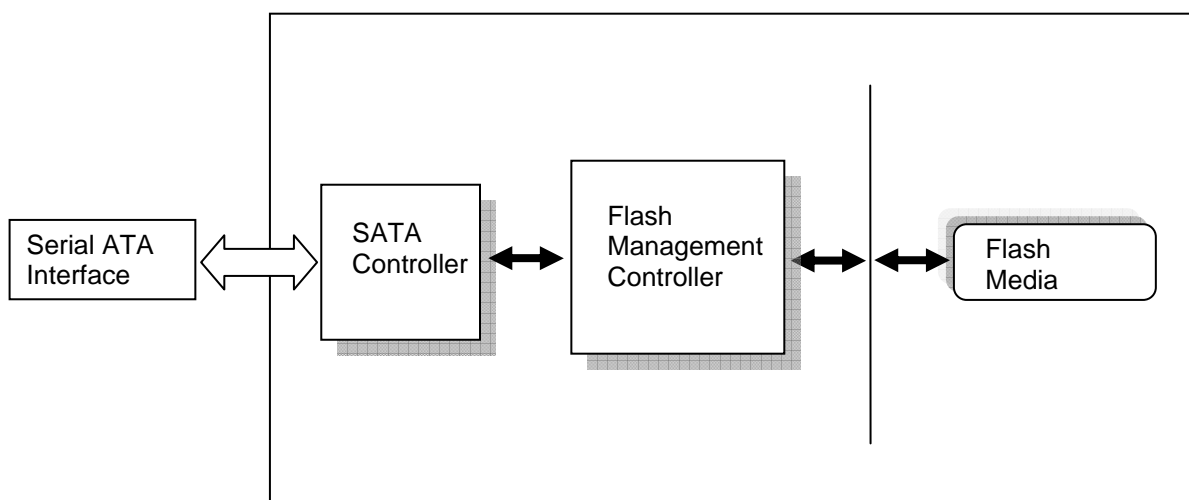 Serial ATA
Interface
SATA
Controller
Flash
Management
Controller
Flash
Media